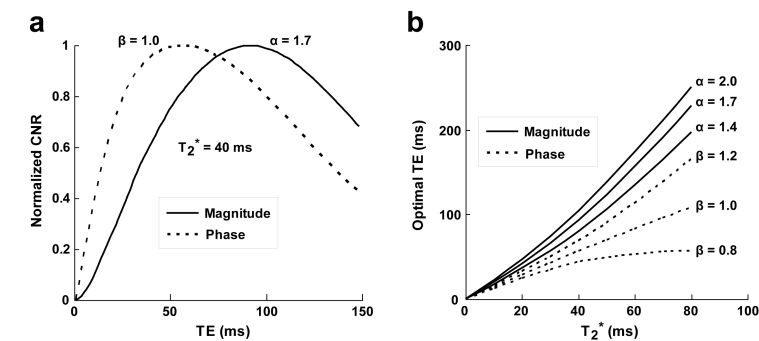 a
β = 1.0
α = 1.7
1
0.8
0.6
0.4
0.2
0
Normalized CNR
T2* = 40 ms
Magnitude
Phase
0
50
100
150
TE (ms)
b
300
200
100
0
Optimal TE (ms)
Magnitude
Phase
α = 2.0
α = 1.7
α = 1.4
β = 1.2
β = 1.0
β = 0.8
0
20
40
60
80
100
T2* (ms)